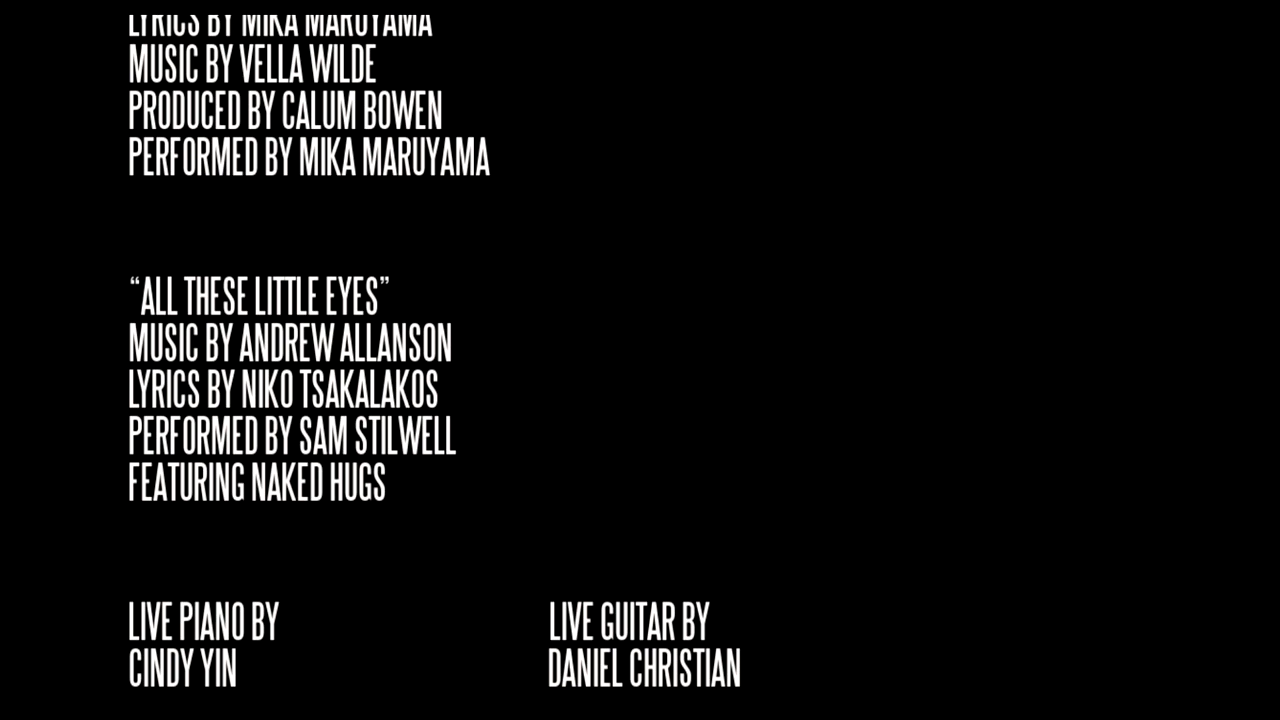 LYRICS BY MIKA MARUYAMA
MUSIC BY VELLA WILDE
PRODUCED BY CALUM BOWEN
PERFORMED BY MIKA MARUYAMA
“ALL THESE LITTLE EYES”
MUSIC BY ANDREW ALLANSON
LYRICS BY NIKO TSAKALAKOS
PERFORMED BY SAM STILWELL
FEATURING NAKED HUGS
LIVE PIANO BY
CINDY YIN
LIVE GUITAR BY
DANIEL CHRISTIAN